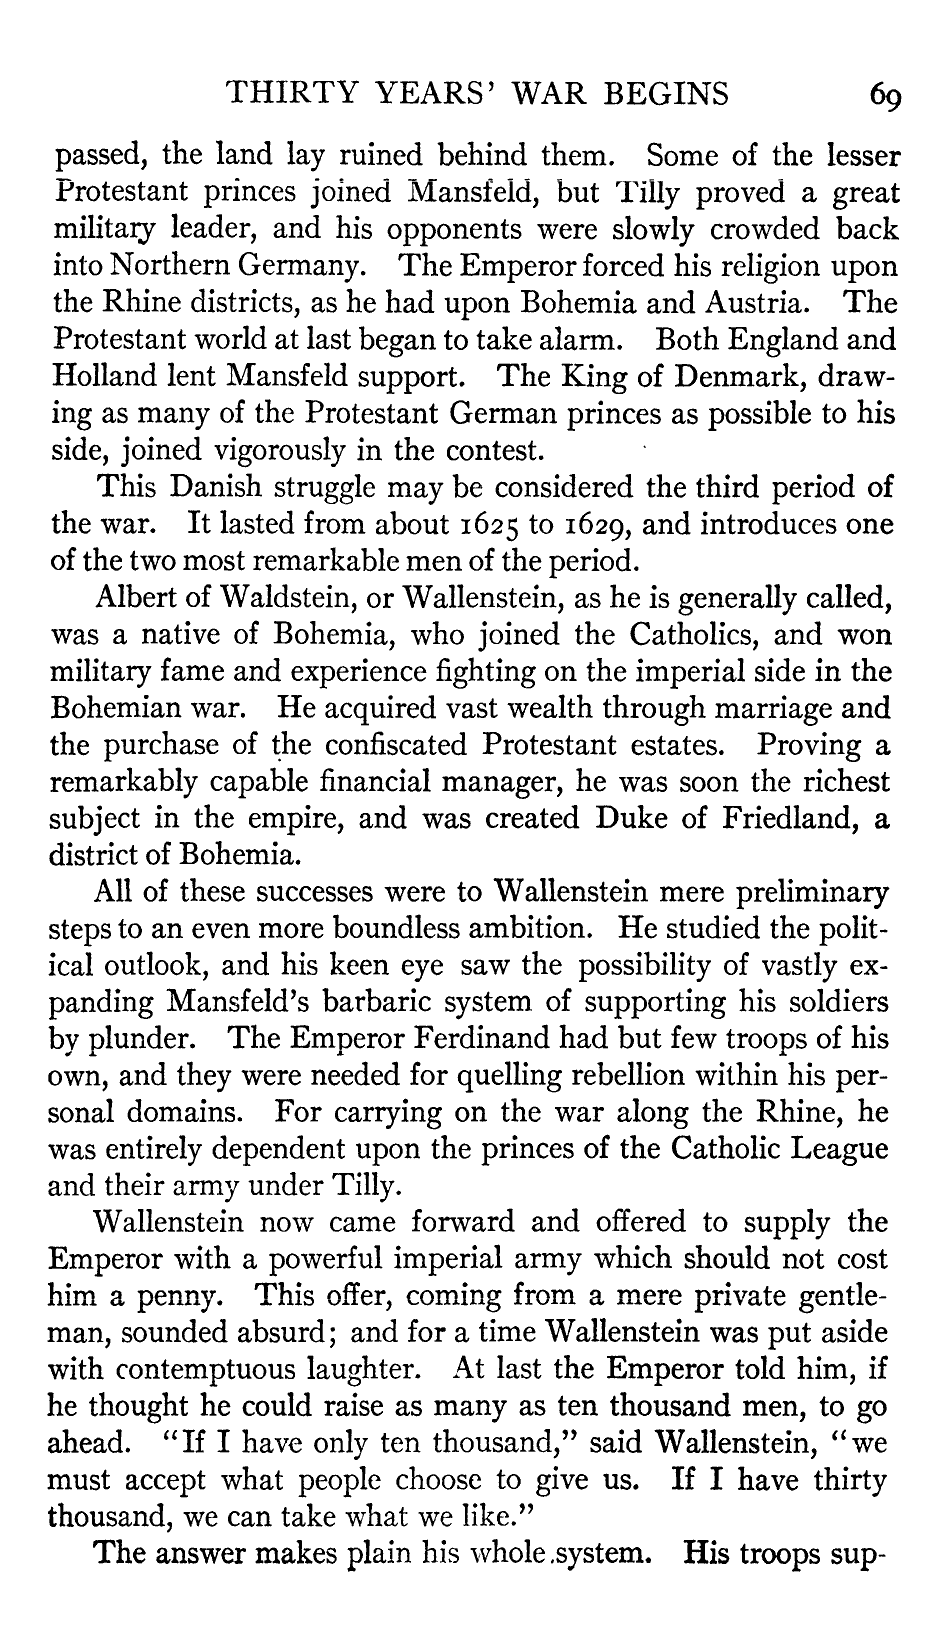 THIRTY YEARS' WAR BEGINS 69
passed, the land lay ruined behind them. Some of the lesser
Protestant princes joined Mansfeld, but Tilly proved a great
military leader, and his opponents were slowly crowded back
into Northern Germany. The Emperor forced his religion upon
the Rhine districts, as he had upon Bohemia and Austria. The
Protestant world at last began to take alarm. Both England and
Holland lent Mansfeld support. The King of Denmark, draw-
ing as many of the Protestant German princes as possible to his
side, joined vigorously in the contest.
This Danish struggle may be considered the third period of
the war. It lasted from about 1625 to 1629, and introduces one
of the two most remarkable men of the period.
Albert of Waldstein, or Wallenstein, as he is generally called,
was a native of Bohemia, who joined the Catholics, and won
military fame and experience fighting on the imperial side in the
Bohemian war. He acquired vast wealth through marriage and
the purchase of the confiscated Protestant estates. Proving a
remarkably capable financial manager, he was soon the richest
subject in the empire, and was created Duke of Friedland, a
district of Bohemia.
All of these successes were to Wallenstein mere preliminary
steps to an even more boundless ambition. He studied the polit-
ical outlook, and his keen eye saw the possibility of vastly ex-
panding Mansfeld's barbaric system of supporting his soldiers
by plunder. The Emperor Ferdinand had but few troops of his
own, and they were needed for quelling rebellion within his per-
sonal domains. For carrying on the war along the Rhine, he
was entirely dependent upon the princes of the Catholic League
and their army under Tilly.
Wallenstein now came forward and offered to supply the
Emperor with a powerful imperial army which should not cost
him a penny. This offer, coming from a mere private gentle-
man, sounded absurd; and for a time Wallenstein was put aside
with contemptuous laughter. At last the Emperor told him, if
he thought he could raise as many as ten thousand men, to go
ahead. "If I have only ten thousand," said Wallenstein, "we
must accept what people choose to give us. If I have thirty
thousand, we can take what we like."
The answer makes plain his whole system. His troops sup-